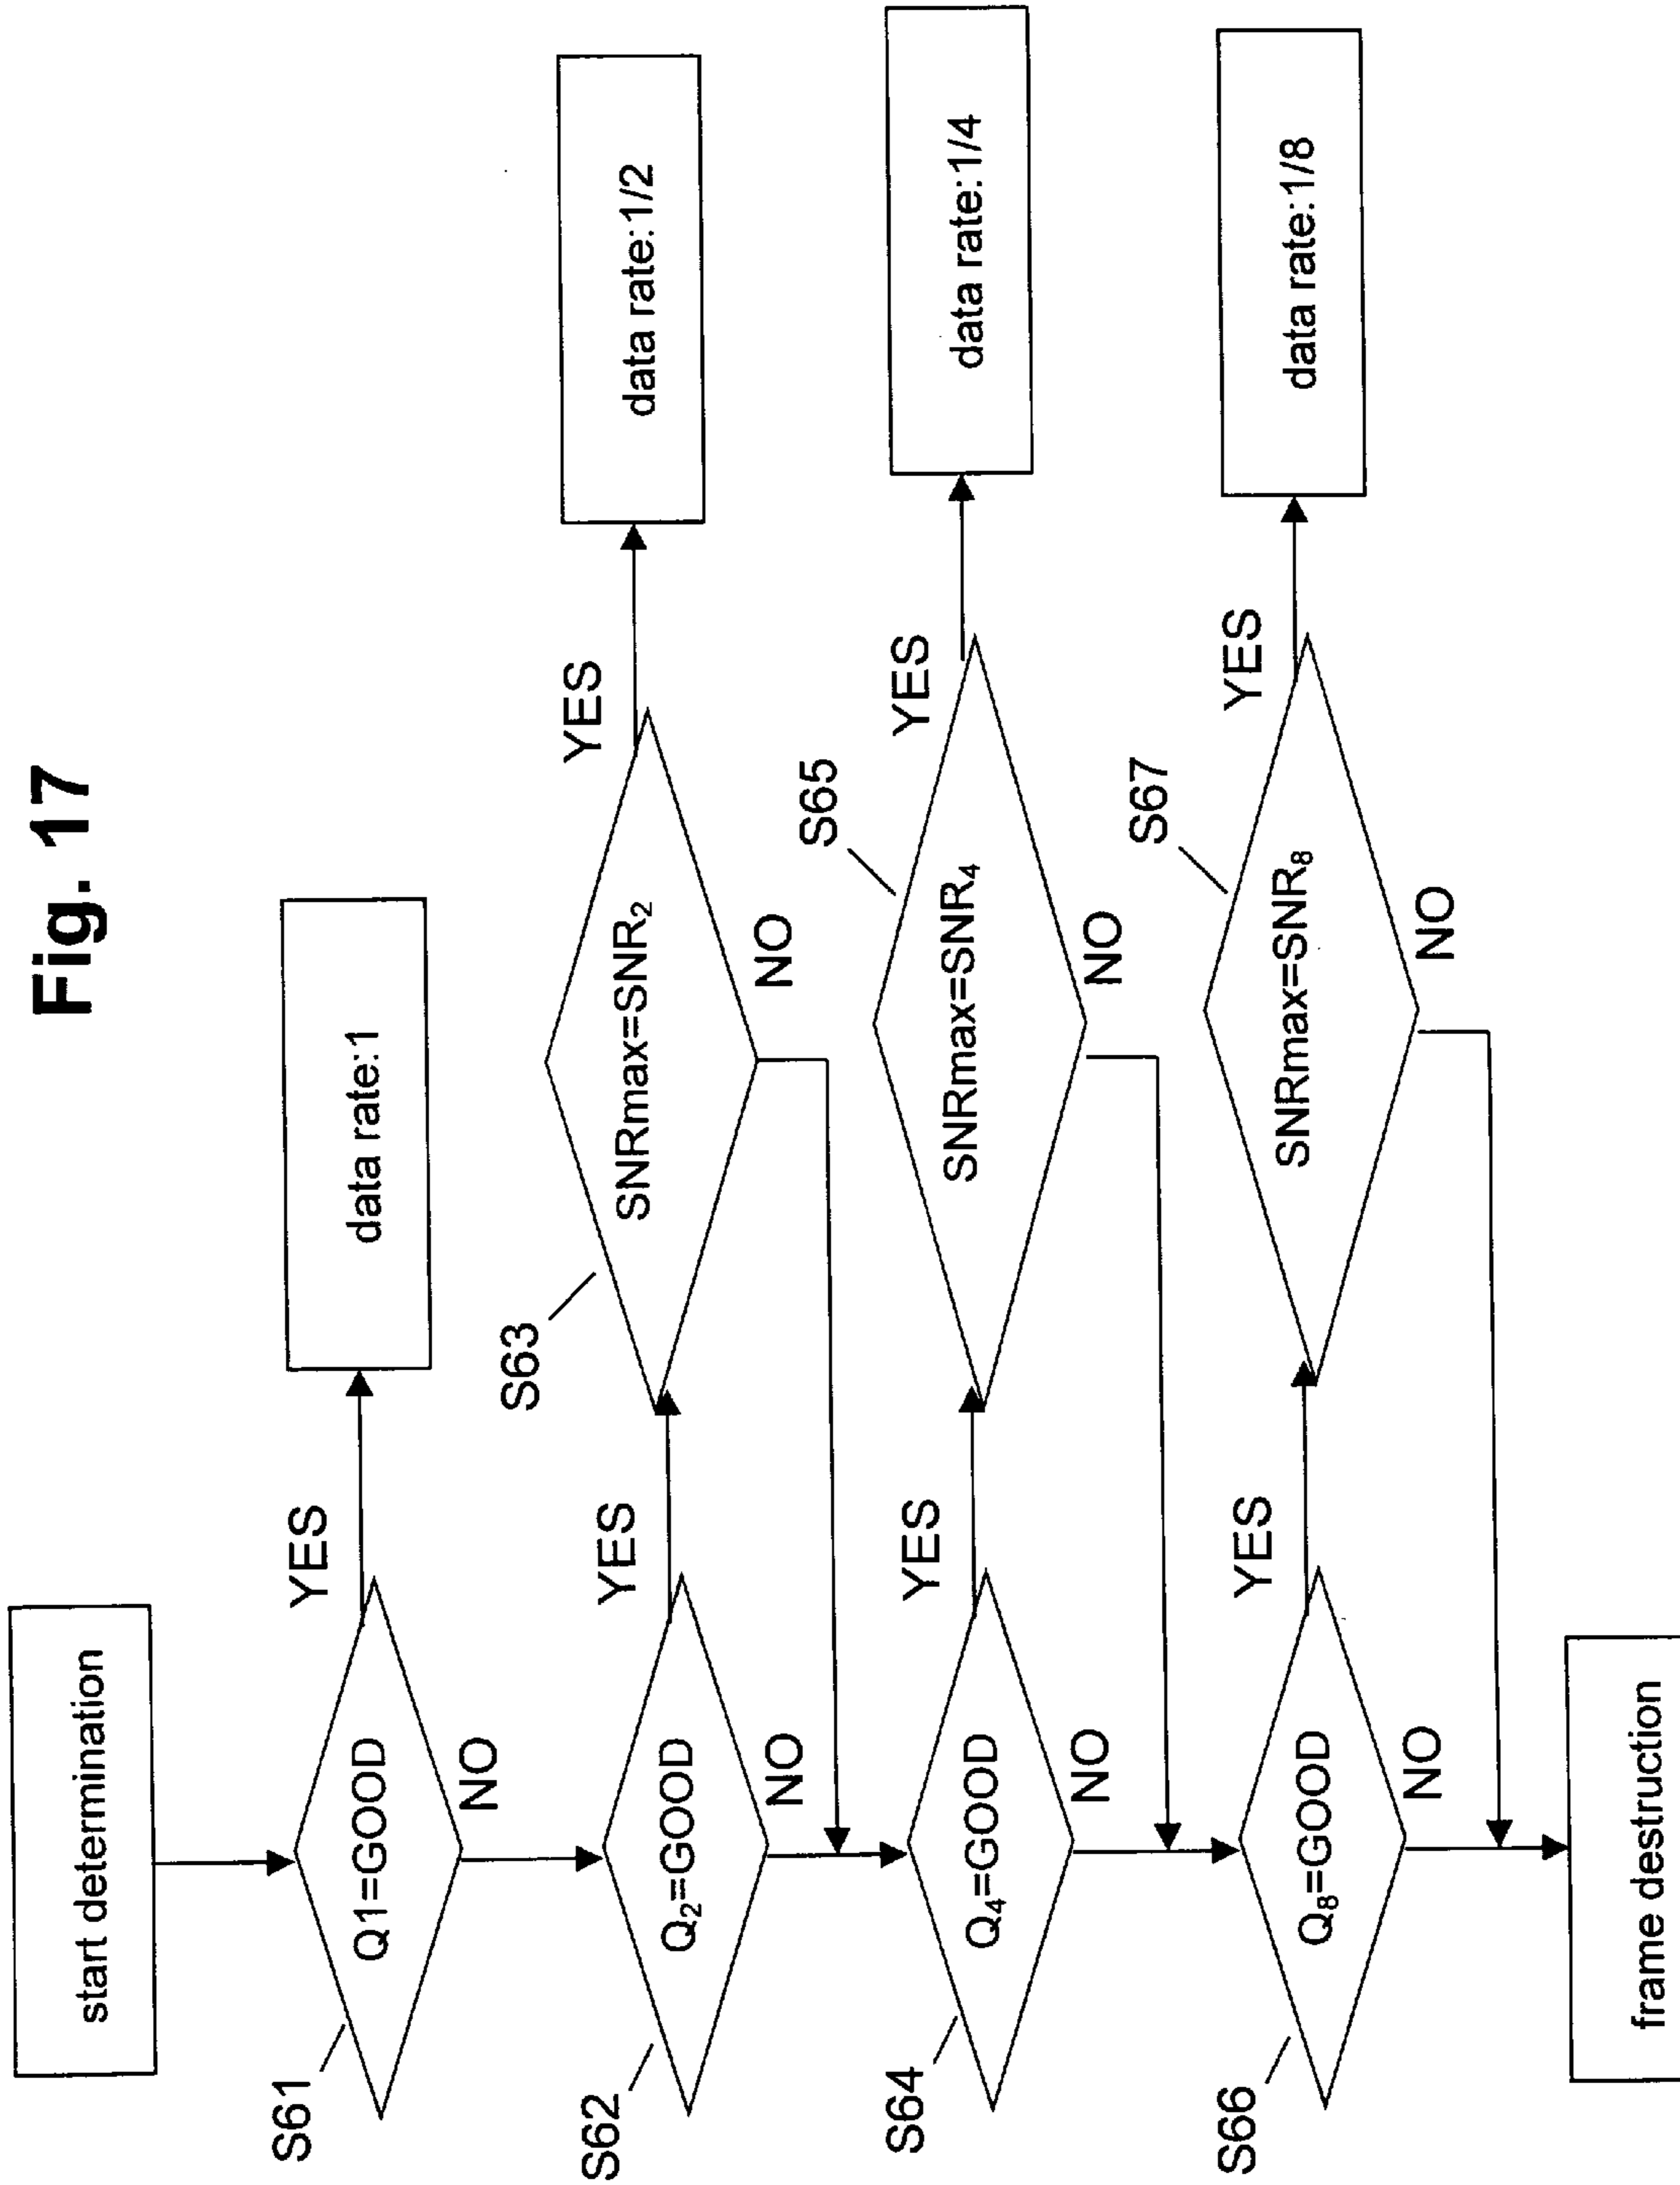 Fig. 17
start determination
S61
Q1=GOOD
YES
data rate:1
NO
S62
Q₂=GOOD
YES
S63
SNRmax=SNR₂
YES
data rate:1/2
NO
NO
S64
Q₄=GOOD
YES
S65
SNRmax=SNR₄
YES
data rate:1/4
NO
NO
S66
Q₈=GOOD
YES
S67
SNRmax=SNR₈
YES
data rate:1/8
NO
NO
frame destruction